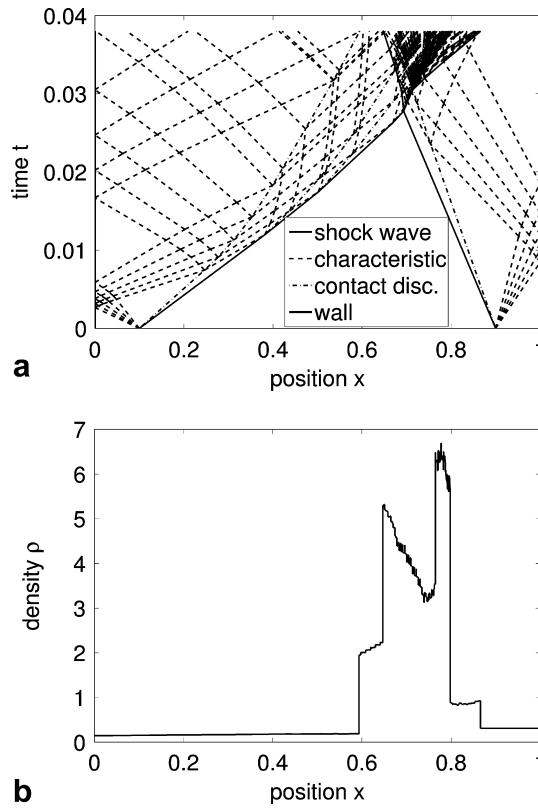 0.04
0.03
0.02
0.01
0
time t
shock wave
characteristic
contact disc.
wall
0 0.2 0.4 0.6 0.8 1
position x
a
7
6
5
4
3
2
1
0
density ρ
0 0.2 0.4 0.6 0.8 1
position x
b